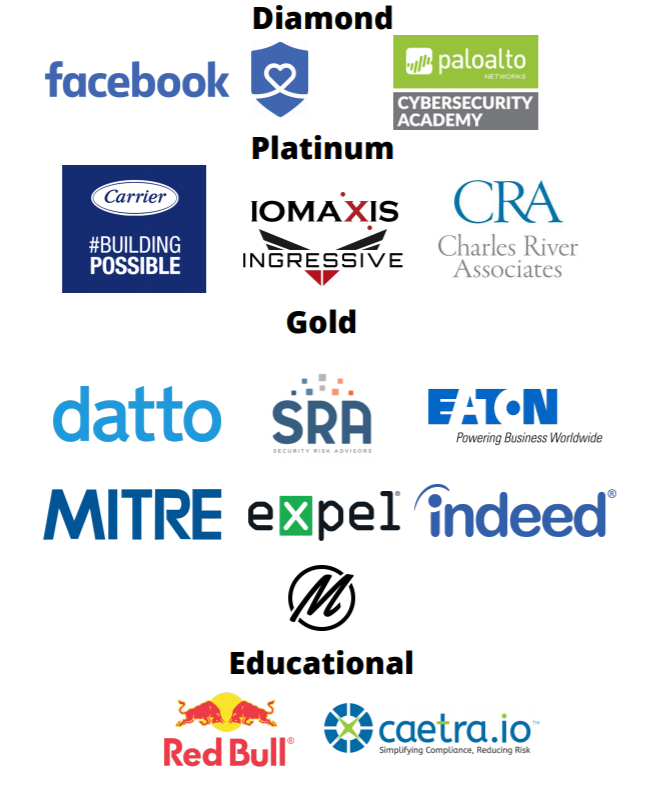 Diamond
facebook
paloalto
NETWORKS
CYBERSECURITY
ACADEMY
Platinum
Carrier
#BUILDING
POSSIBLE
IOMAXIS
INGRESSIVE
CRA
Charles River
Associates
Gold
datto
SRA
SECURITY RISK ADVISORS
EATON
Powering Business Worldwide
MITRE
expel®
indeed®
M
Educational
Red Bull®
caetra.io™
Simplifying Compliance, Reducing Risk